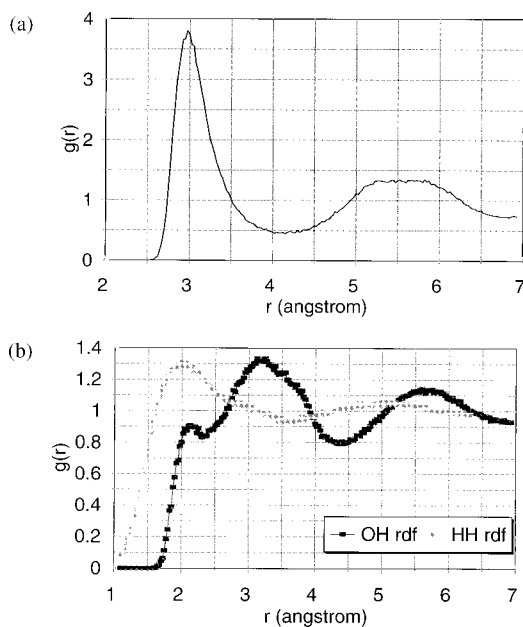 (a)
4
3
2
1
0
g(r)
2 3 4 5 6 7
r (angstrom)
(b)
1.4
1.2
1
0.8
0.6
0.4
0.2
0
g(r)
OH rdf HH rdf
1 2 3 4 5 6 7
r (angstrom)